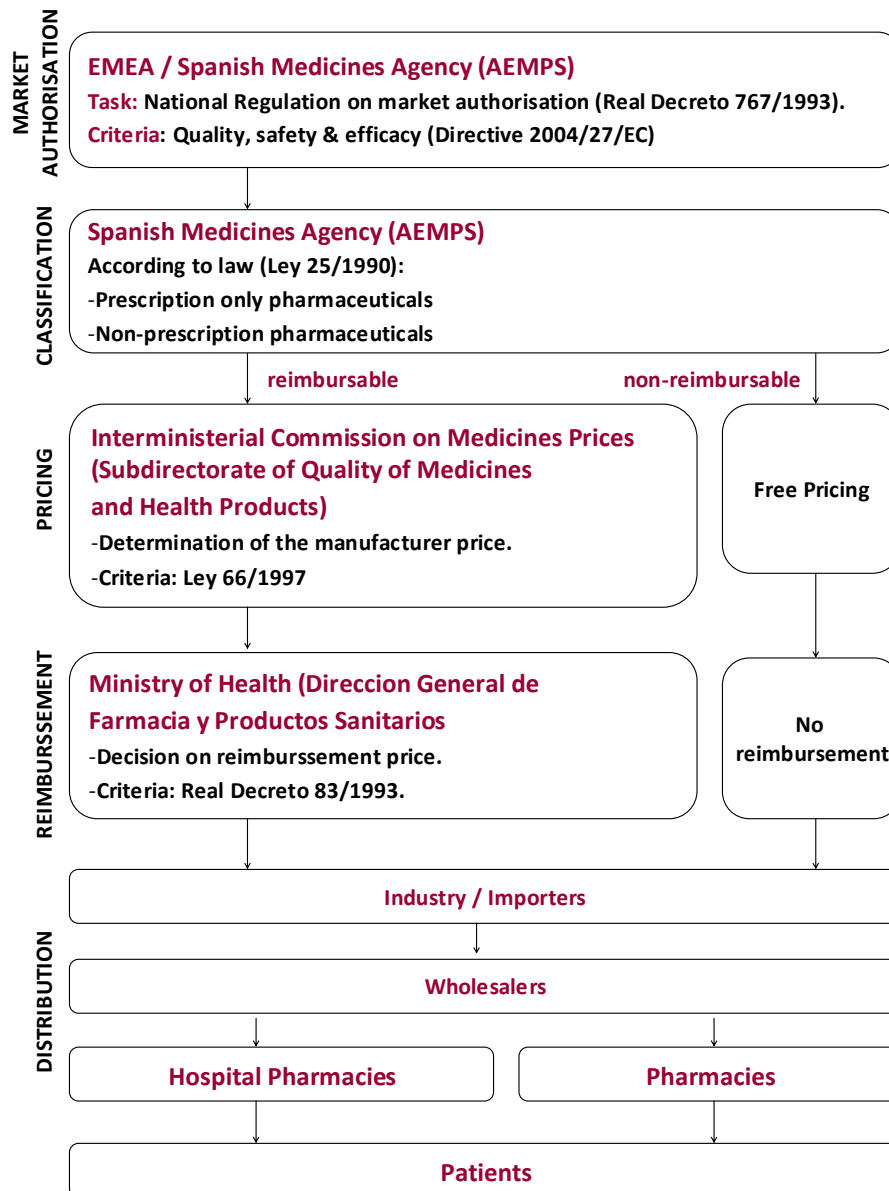 MARKET
AUTHORISATION
EMEA / Spanish Medicines Agency (AEMPS)
Task: National Regulation on market authorisation (Real Decreto 767/1993).
Criteria: Quality, safety & efficacy (Directive 2004/27/EC)
CLASSIFICATION
Spanish Medicines Agency (AEMPS)
According to law (Ley 25/1990):
-Prescription only pharmaceuticals
-Non-prescription pharmaceuticals
reimbursable
non-reimbursable
PRICING
Interministerial Commission on Medicines Prices
(Subdirectorate of Quality of Medicines
and Health Products)
-Determination of the manufacturer price.
-Criteria: Ley 66/1997
Free Pricing
REIMBURSSEMENT
Ministry of Health (Direccion General de
Farmacia y Productos Sanitarios
-Decision on reimburssement price.
-Criteria: Real Decreto 83/1993.
No
reimbursement
DISTRIBUTION
Industry / Importers
Wholesalers
Hospital Pharmacies
Pharmacies
Patients